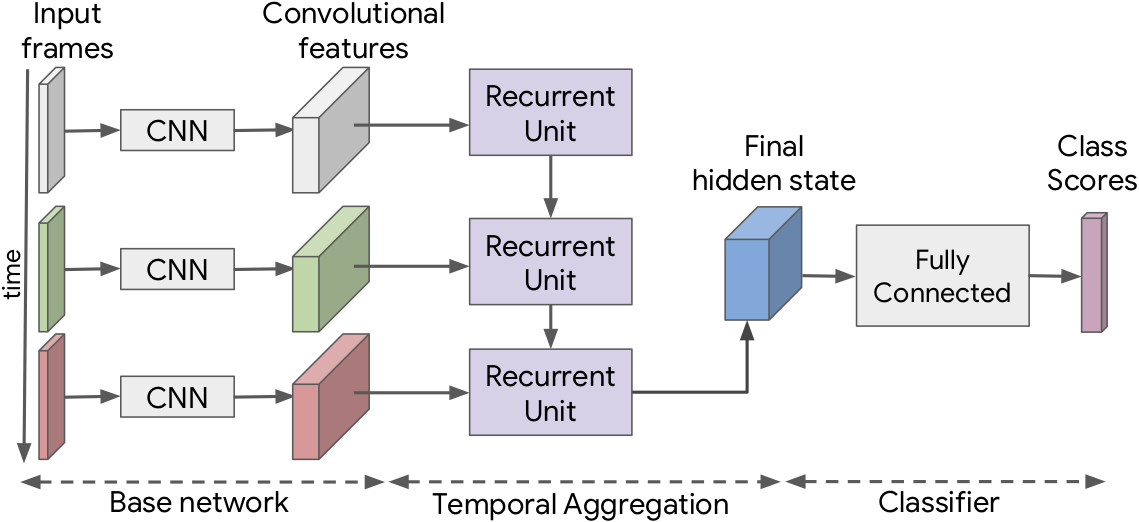 Input
frames
Convolutional
features
CNN
Recurrent
Unit
time
CNN
Recurrent
Unit
CNN
Recurrent
Unit
Final
hidden state
Fully
Connected
Class
Scores
Base network
Temporal Aggregation
Classifier